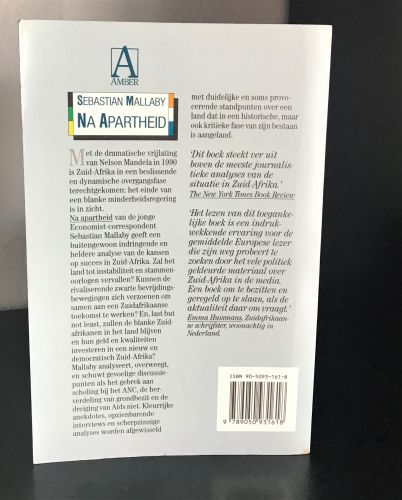 A
AMBER
SEBASTIAN MALLABY
NA APARTHEID
Met de dramatische vrijlating
van Nelson Mandela in 1990
is Zuid-Afrika in een beslissende
en dynamische overgangsfase
terechtgekomen: het einde van
een blanke minderheidsregering
is in zicht.
Na apartheid van de jonge
Economist-correspondent
Sebastian Mallaby geeft een
buitengewoon indringende en
heldere analyse van de kansen
op succes in Zuid-Afrika. Zal het
land tot instabiliteit en stammen-
oorlogen vervallen? Kunnen de
rivaliserende zwarte bevrijdings-
bewegingen zich verzoenen om
samen aan een Zuidafrikaanse
toekomst te werken? En, last but
not least, zullen de blanke Zuid-
afrikanen in het land blijven
en hun geld en kwaliteiten
investeren in een nieuw en
democratisch Zuid-Afrika?
Mallaby analyseert, overweegt,
en schuwt gevoelige discussie-
punten als het gebrek aan
scholing bij het ANC, de her-
verdeling van grondbezit en de
dreiging van Aids niet. Kleurrijke
anekdotes, opzienbarende
interviews en scherpzinnige
analyses worden afgewisseld
met duidelijke en soms provo-
cerende standpunten over een
land dat in een historische, maar
ook kritieke fase van zijn bestaan
is aangeland.
'Dit boek steekt ver uit
boven de meeste journalis-
tieke analyses van de
situatie in Zuid-Afrika.'
The New York Times Book Review
'Het lezen van dit toeganke-
lijke boek is een indruk-
wekkende ervaring voor de
gemiddelde Europese lezer
die zijn weg probeert te
zoeken door het vele politiek
gekleurde materiaal over
Zuid-Afrika in de media.
Een boek om te bezitten en
geregeld op te slaan, als de
aktualiteit daar om vraagt.'
Emma Huismans, Zuidafrikaan-
se schrijfster, woonachtig in
Nederland.
ISBN 90-5093-161-8
9 789050 931618